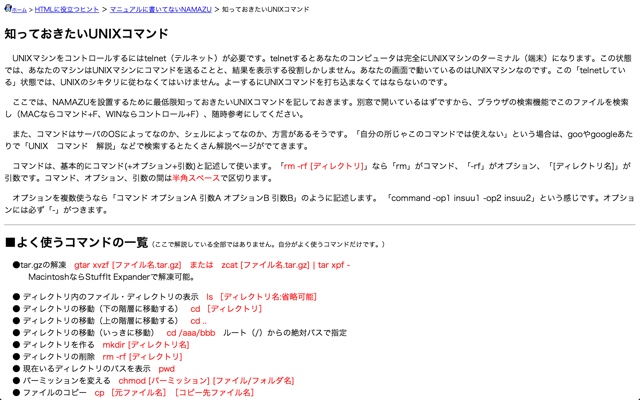 ホーム > HTMLに役立つヒント > マニュアルに書いてないNAMAZU > 知っておきたいUNIXコマンド
知っておきたいUNIXコマンド
UNIXマシンをコントロールするにはtelnet（テルネット）が必要です。telnetするとあなたのコンピュータは完全にUNIXマシンのターミナル（端末）になります。この状態
では、あなたのマシンはUNIXマシンにコマンドを送ることと、結果を表示する役割しかしません。あなたの画面で動いているのはUNIXマシンなのです。この「telnetしてい
る」状態では、UNIXのシキタリに従わなくてはいけません。よーするにUNIXコマンドを打ち込まなくてはならないのです。
ここでは、NAMAZUを設置するために最低限知っておきたいUNIXコマンドを記しておきます。別窓で開いているはずですから、ブラウザの検索機能でこのファイルを検索
し（MACならコマンド+F、WINならコントロール+F）、随時参考にしてください。
また、コマンドはサーバのOSによってなのか、シェルによってなのか、方言があるそうです。「自分の所じゃこのコマンドでは使えない」という場合は、gooやgoogleあた
りで「UNIX　コマンド　解説」などで検索するとたくさん解説ページがでてきます。
コマンドは、基本的にコマンド(+オプション+引数)と記述して使います。「rm -rf [ディレクトリ]」なら「rm」がコマンド、「-rf」がオプション、「[ディレクトリ名]」が
引数です。コマンド、オプション、引数の間は半角スペースで区切ります。
オプションを複数使うなら「コマンド オプションA 引数A オプションB 引数B」のように記述します。 「command -op1 insuu1 -op2 insuu2」という感じです。オプショ
ンには必ず「-」がつきます。
■よく使うコマンドの一覧（ここで解説している全部ではありません。自分がよく使うコマンドだけです。）
●tar.gzの解凍　gtar xvzf [ファイル名.tar.gz]　または　zcat [ファイル名.tar.gz] | tar xpf -
MacintoshならStuffIt Expanderで解凍可能。
● ディレクトリ内のファイル・ディレクトリの表示　ls ［ディレクトリ名:省略可能］
● ディレクトリの移動（下の階層に移動する）　cd ［ディレクトリ］
● ディレクトリの移動（上の階層に移動する）　cd ..
● ディレクトリの移動（いっきに移動）　cd /aaa/bbb　ルート（/）からの絶対パスで指定
● ディレクトリを作る　mkdir [ディレクトリ名]
● ディレクトリの削除　rm -rf [ディレクトリ]
● 現在いるディレクトリのパスを表示　pwd
● パーミッションを変える　chmod [パーミッション] [ファイル/フォルダ名]
● ファイルのコピー　cp ［元ファイル名］［コピー先ファイル名］